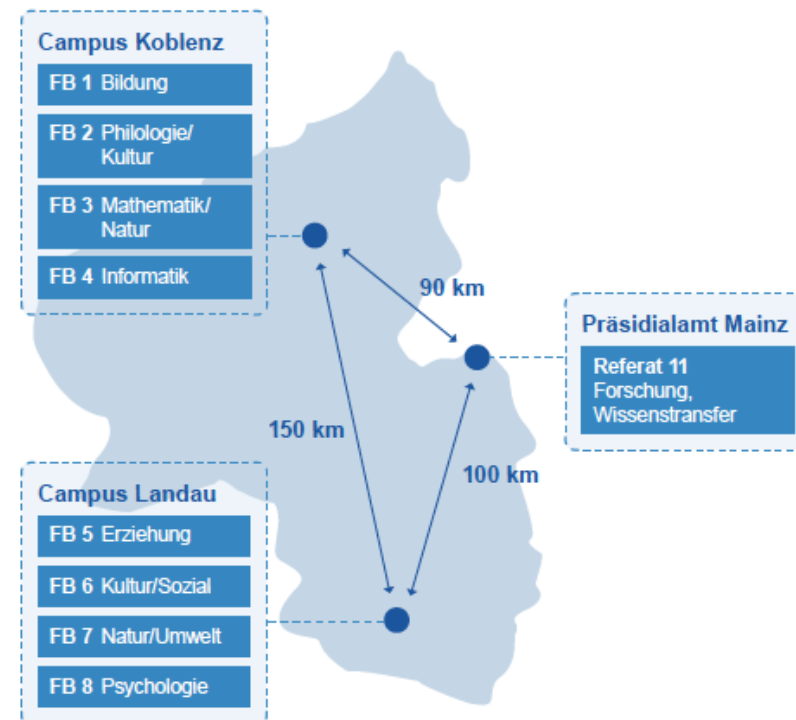 Campus Koblenz
FB 1 Bildung
FB 2 Philologie/
Kultur
FB 3 Mathematik/
Natur
FB 4 Informatik
90 km
Präsidialamt Mainz
Referat 11
Forschung,
Wissenstransfer
150 km
100 km
Campus Landau
FB 5 Erziehung
FB 6 Kultur/Sozial
FB 7 Natur/Umwelt
FB 8 Psychologie